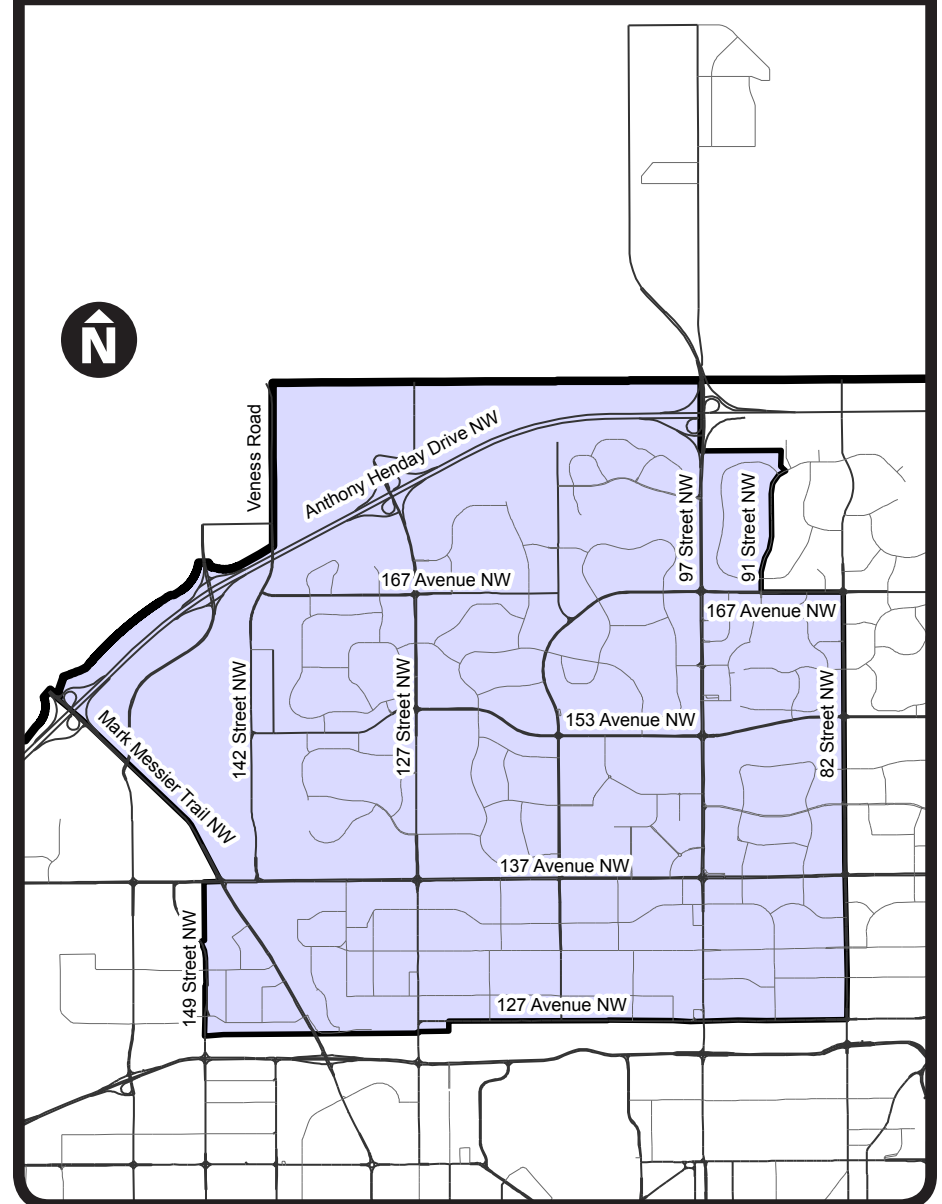 N
Veness Road
Anthony Henday Drive NW
97 Street NW
91 Street NW
167 Avenue NW
167 Avenue NW
142 Street NW
127 Street NW
153 Avenue NW
82 Street NW
Mark Messier Trail NW
137 Avenue NW
149 Street NW
127 Avenue NW